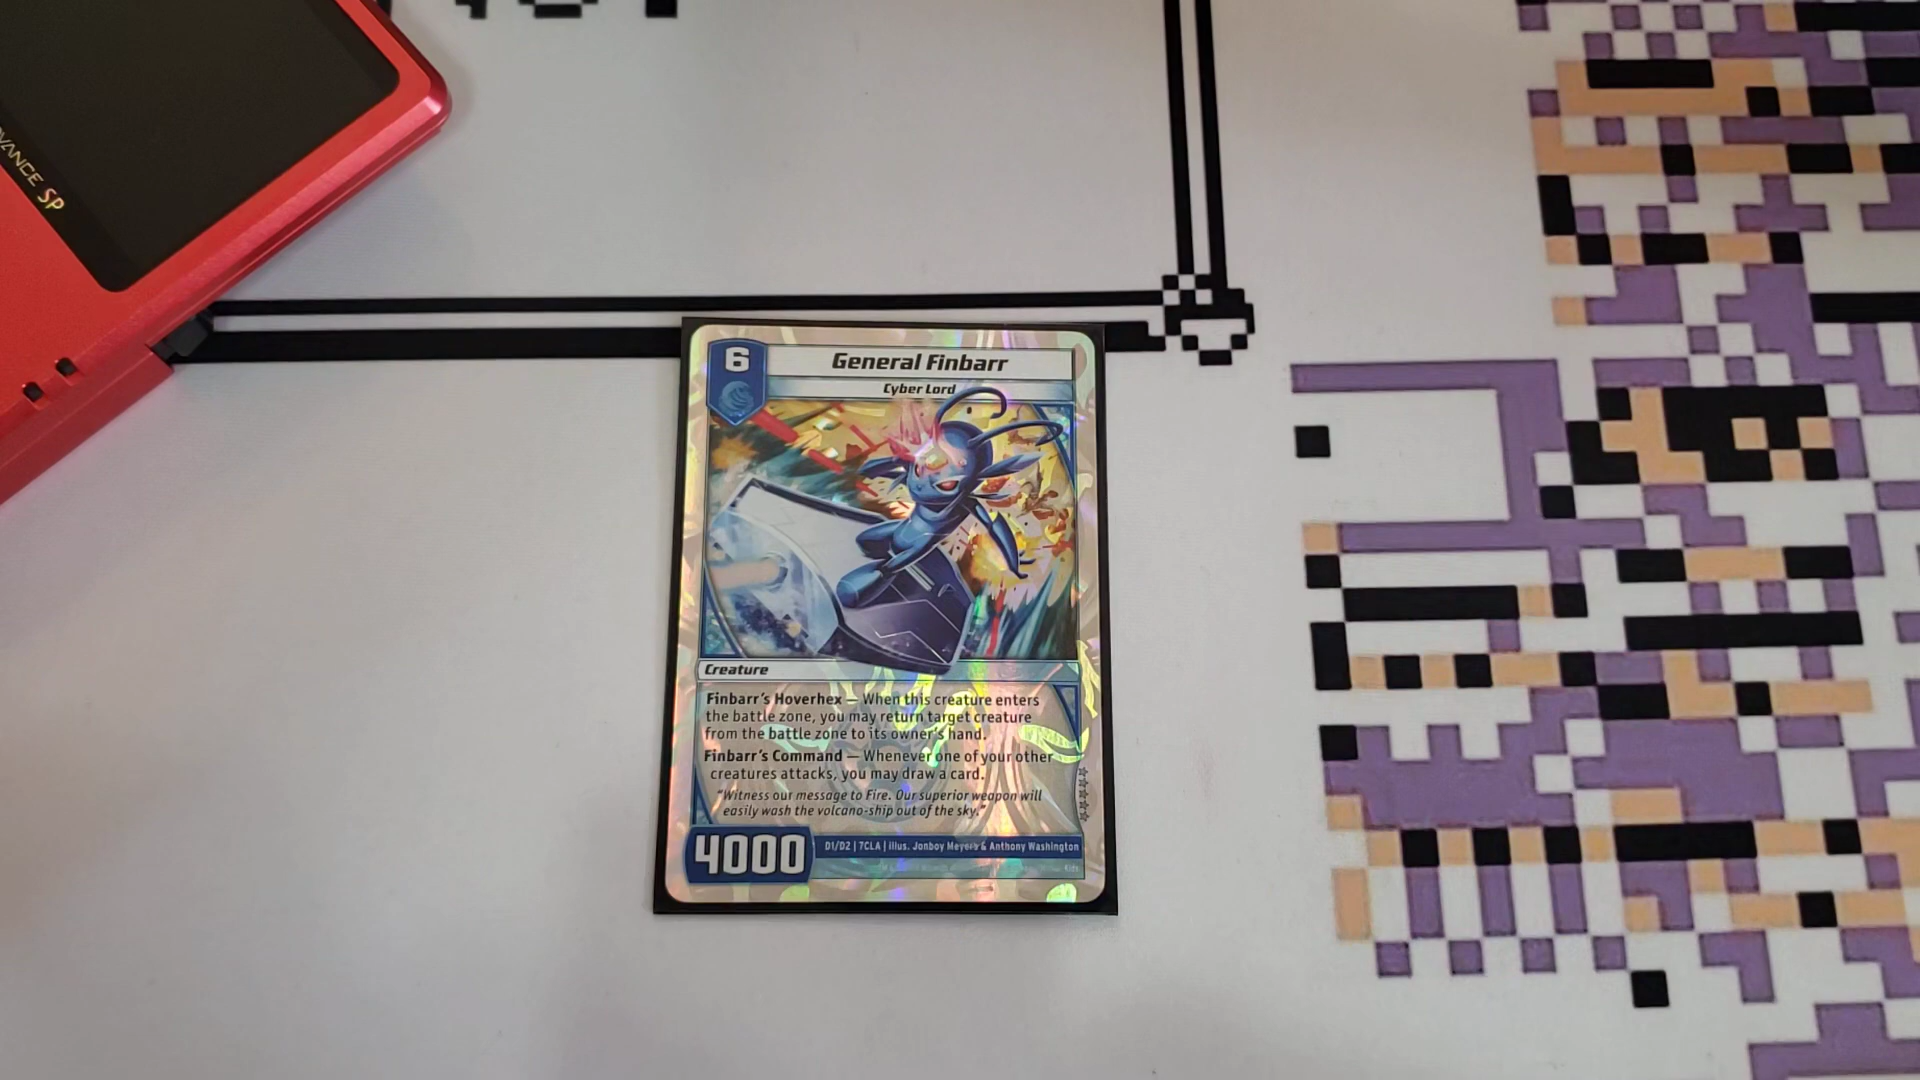 VANCE SP
6
General Finbarr
Cyber Lord
Creature
Finbarr's Hoverhex — When this creature enters
the battle zone, you may return target creature
from the battle zone to its owner's hand.
Finbarr's Command — Whenever one of your other
creatures attacks, you may draw a card.
"Witness our message to Fire. Our superior weapon will
easily wash the volcano-ship out of the sky."
4000
D1/D2 | 7CLA | illus. Jonboy Meyers & Anthony Washington